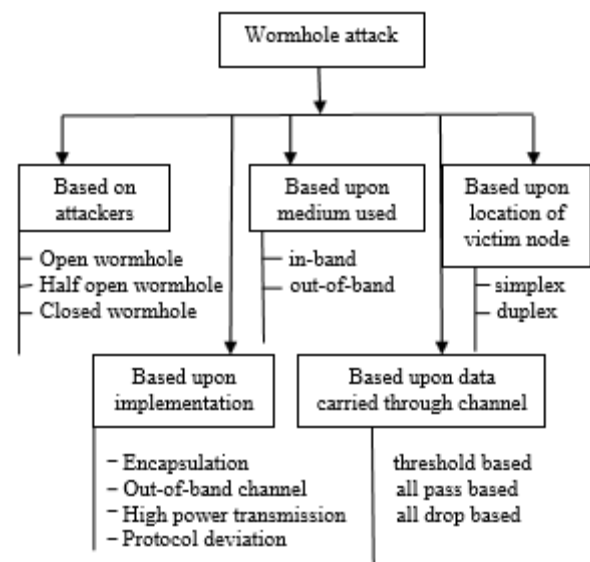 Wormhole attack
Based on
attackers
– Open wormhole
– Half open wormhole
– Closed wormhole
Based upon
medium used
– in-band
– out-of-band
Based upon
location of
victim node
– simplex
– duplex
Based upon
implementation
– Encapsulation
– Out-of-band channel
– High power transmission
– Protocol deviation
Based upon data
carried through channel
threshold based
all pass based
all drop based